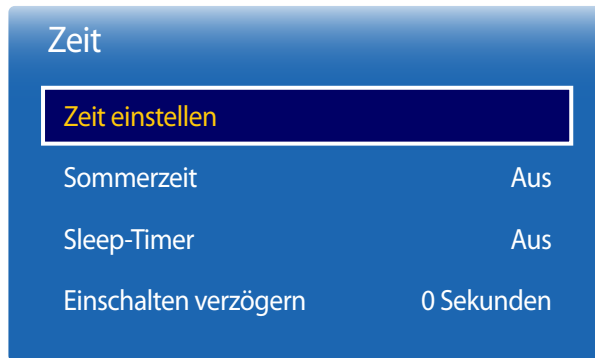 Zeit
Zeit einstellen
Sommerzeit Aus
Sleep-Timer Aus
Einschalten verzögern 0 Sekunden